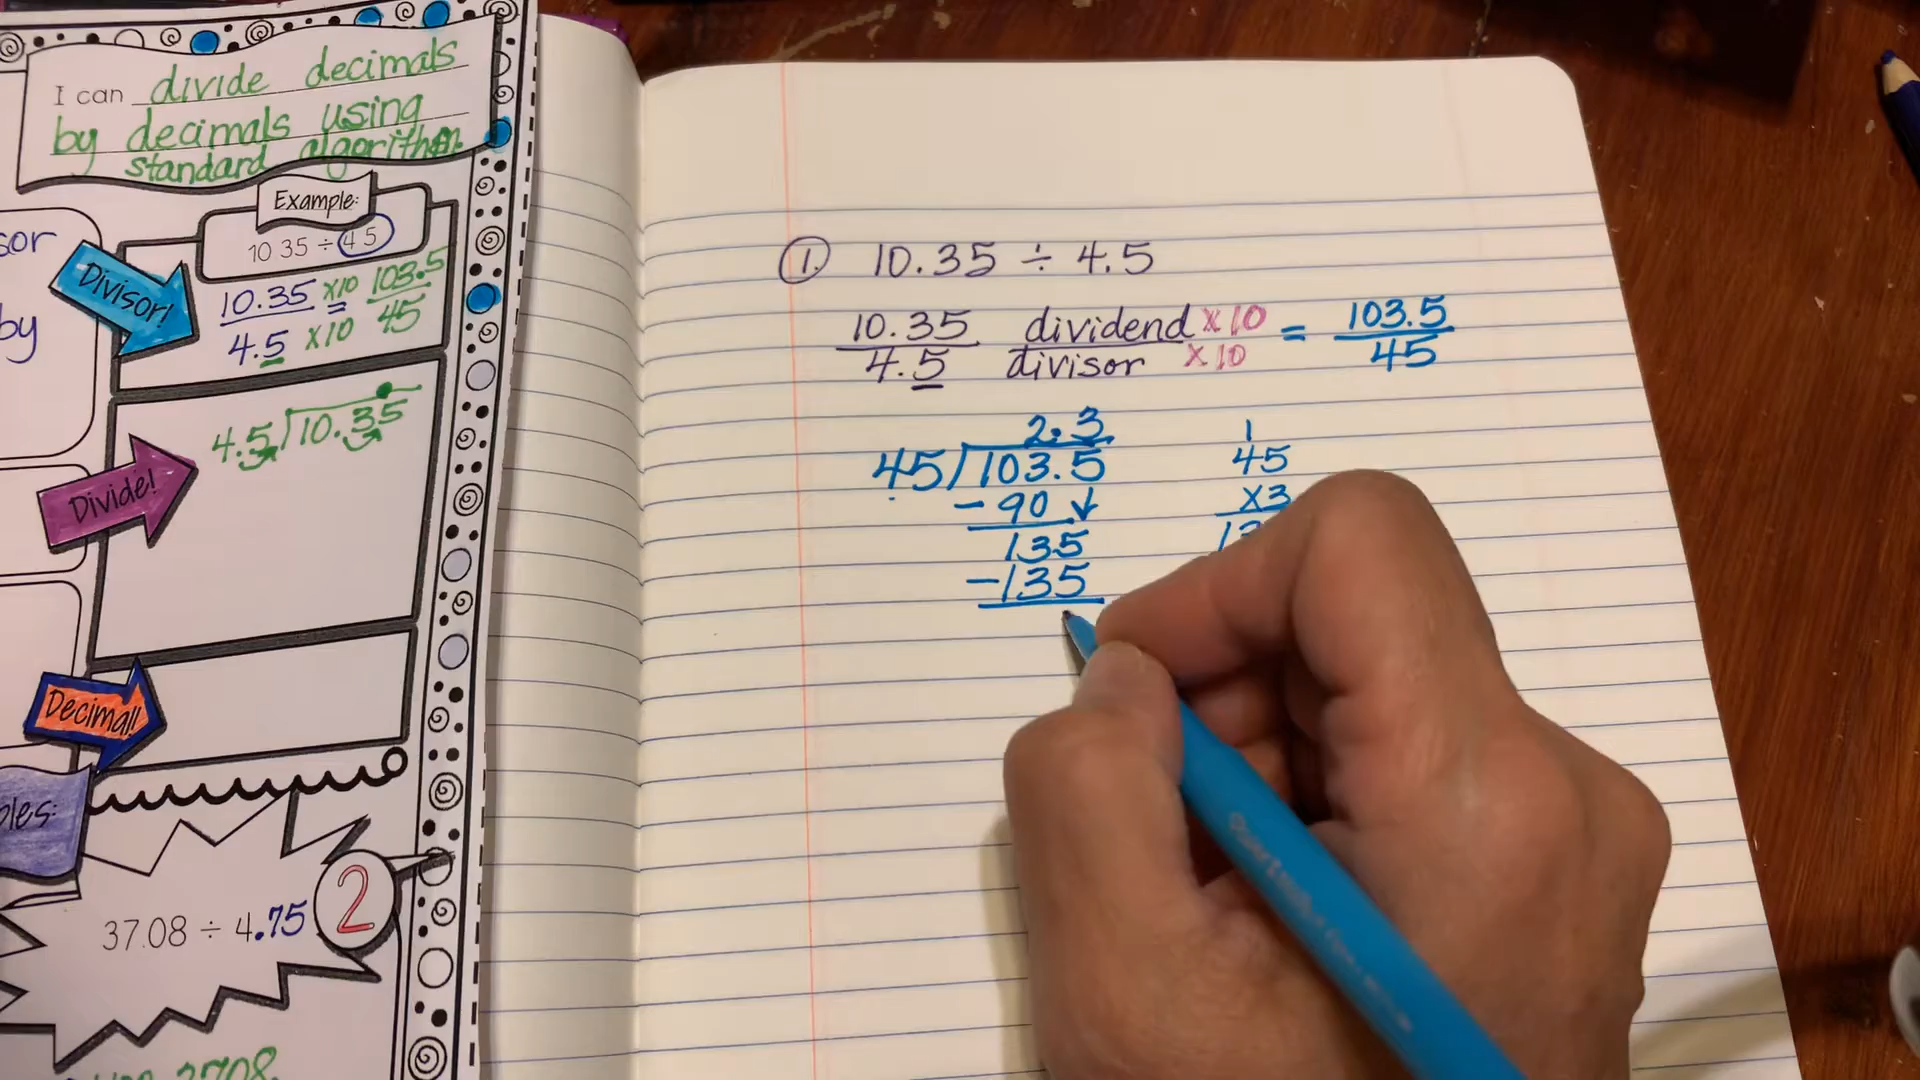 I can divide decimals
by decimals using
standard algorithm.
Example:
10 35 ÷ 4 5
by
Divisor!
10.35 x10 103.5
4.5 x10 45
Divide!
4.5 10.35
Decimal!
37.08 ÷ 4.75
2
3708
1. 10.35 ÷ 4.5
10.35 dividend x10 = 103.5
4.5 divisor x10 45
2.3
45 103.5
- 90 ↓
135
- 135
1
45
x3